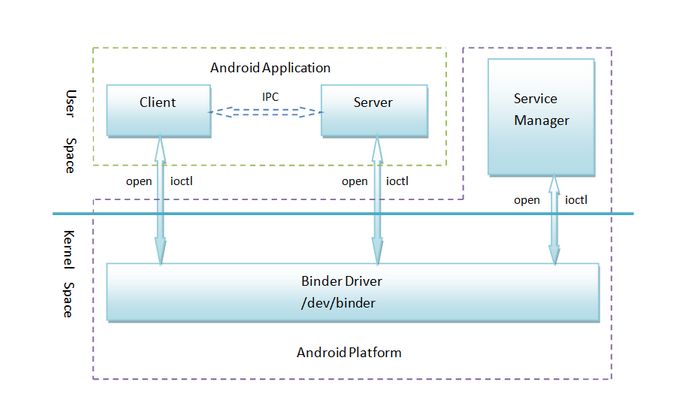 Android Application
Client
IPC
Server
Service
Manager
User Space
open ioctl
open ioctl
open ioctl
Kernel Space
Binder Driver
/dev/binder
Android Platform